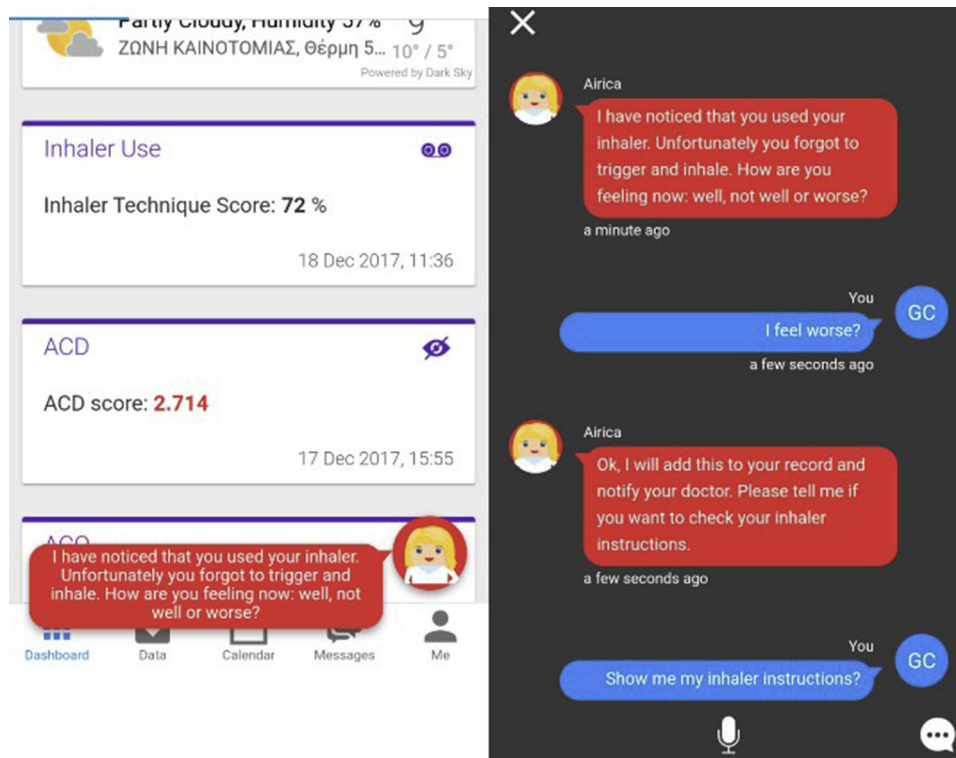 Partly Cloudy, Humidity 57% 9°
ΖΩΝΗ ΚΑΙΝΟΤΟΜΙΑΣ, Θέρμη 5... 10° / 5°
Powered by Dark Sky
Inhaler Use
Inhaler Technique Score: 72 %
18 Dec 2017, 11:36
ACD
ACD score: 2.714
17 Dec 2017, 15:55
I have noticed that you used your inhaler.
Unfortunately you forgot to trigger and
inhale. How are you feeling now: well, not
well or worse?
Dashboard
Data
Calendar
Messages
Me
Airica
I have noticed that you used your
inhaler. Unfortunately you forgot to
trigger and inhale. How are you
feeling now: well, not well or worse?
a minute ago
You
GC
I feel worse?
a few seconds ago
Airica
Ok, I will add this to your record and
notify your doctor. Please tell me if
you want to check your inhaler
instructions.
a few seconds ago
You
GC
Show me my inhaler instructions?